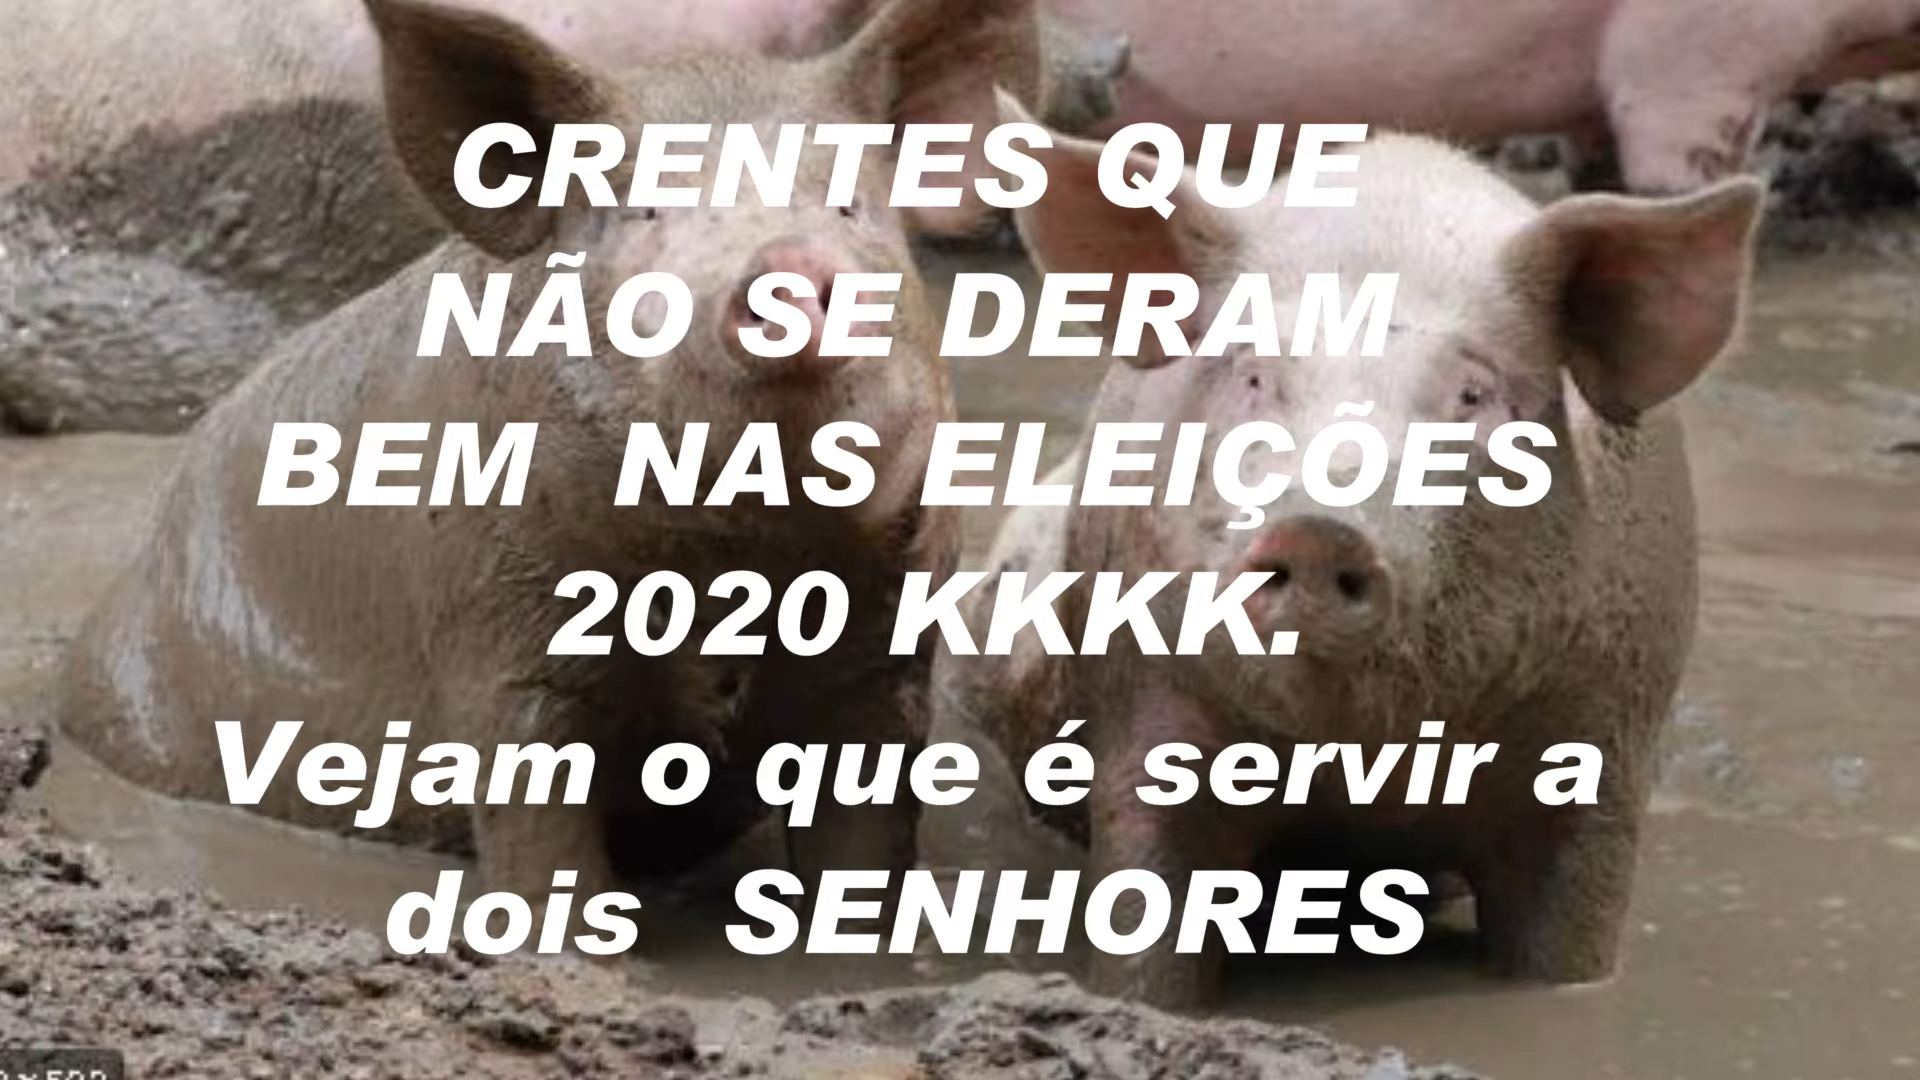 CRENTES QUE
NÃO SE DERAM
BEM NAS ELEIÇÕES
2020 KKKK.
Vejam o que é servir a
dois SENHORES